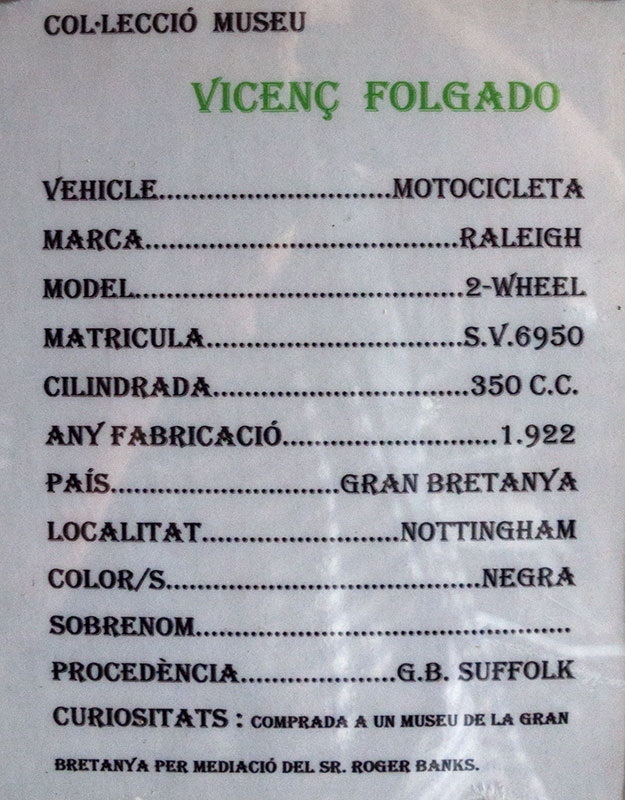 COL·LECCIÓ MUSEU
VICENÇ FOLGADO
VEHICLE.............................MOTOCICLETA
MARCA.......................................RALEIGH
MODEL.........................................2-WHEEL
MATRICULA................................S.V.6950
CILINDRADA................................350 C.C.
ANY FABRICACIÓ...........................1.922
PAÍS.............................GRAN BRETANYA
LOCALITAT.........................NOTTINGHAM
COLOR/S.......................................NEGRA
SOBRENOM...............................................
PROCEDÈNCIA....................G.B. SUFFOLK
CURIOSITATS : COMPRADA A UN MUSEU DE LA GRAN
BRETANYA PER MEDIACIÓ DEL SR. ROGER BANKS.